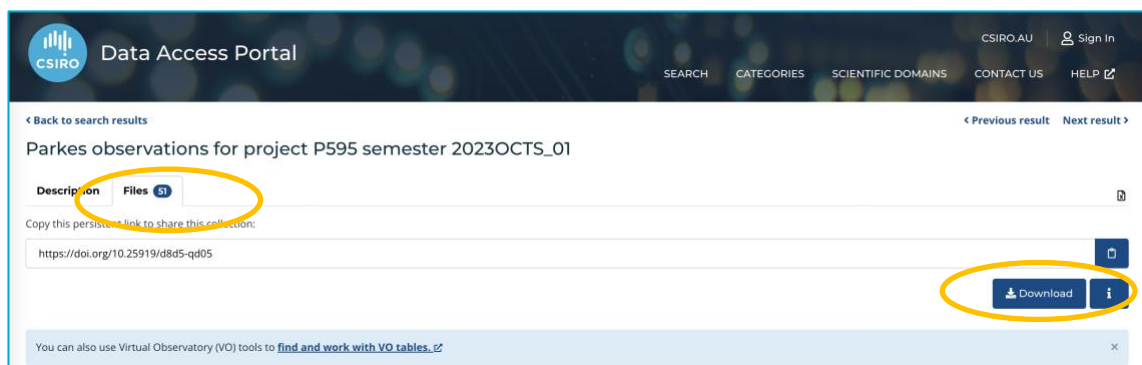 CSIRO
Data Access Portal
CSIRO.AU
Sign In
SEARCH
CATEGORIES
SCIENTIFIC DOMAINS
CONTACT US
HELP
Back to search results
Previous result
Next result
Parkes observations for project P595 semester 2023OCTS_01
Description
Files 51
Copy this persistent link to share this collection:
https://doi.org/10.25919/d8d5-qd05
Download
i
You can also use Virtual Observatory (VO) tools to find and work with VO tables.